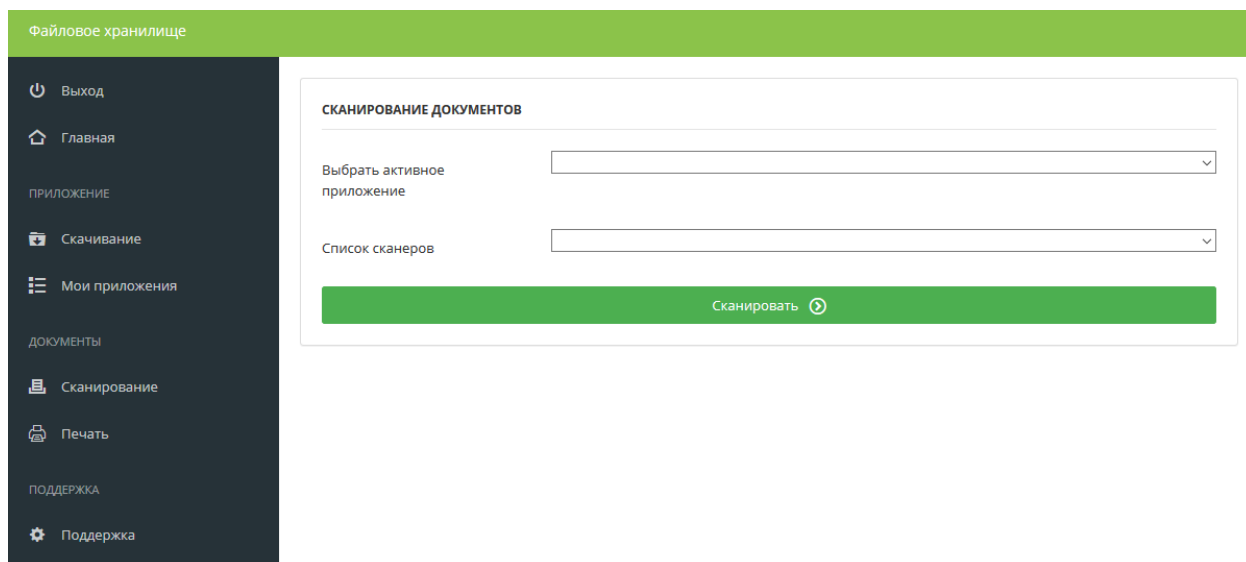 Файловое хранилище
Выход
Главная
ПРИЛОЖЕНИЕ
Скачивание
Мои приложения
ДОКУМЕНТЫ
Сканирование
Печать
ПОДДЕРЖКА
Поддержка
СКАНИРОВАНИЕ ДОКУМЕНТОВ
Выбрать активное
приложение
Список сканеров
Сканировать